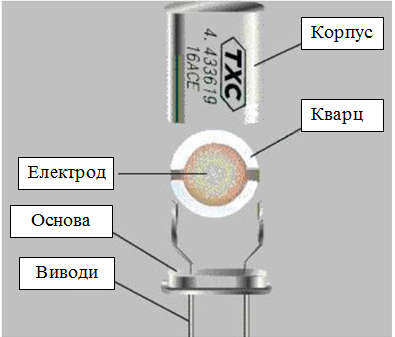 Корпус
TXC
4.433619
16ACE
Кварц
Електрод
Основа
Виводи